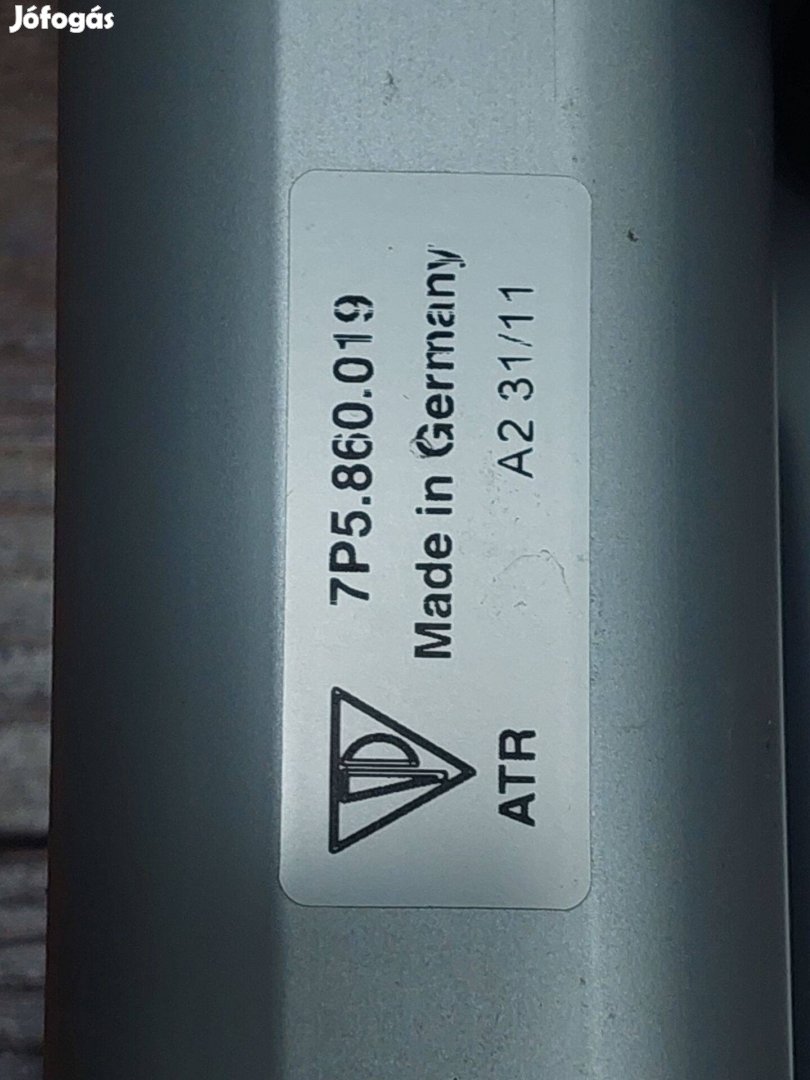 Jófogás
7P5.860.019
Made in Germany
ATR A2 31/11